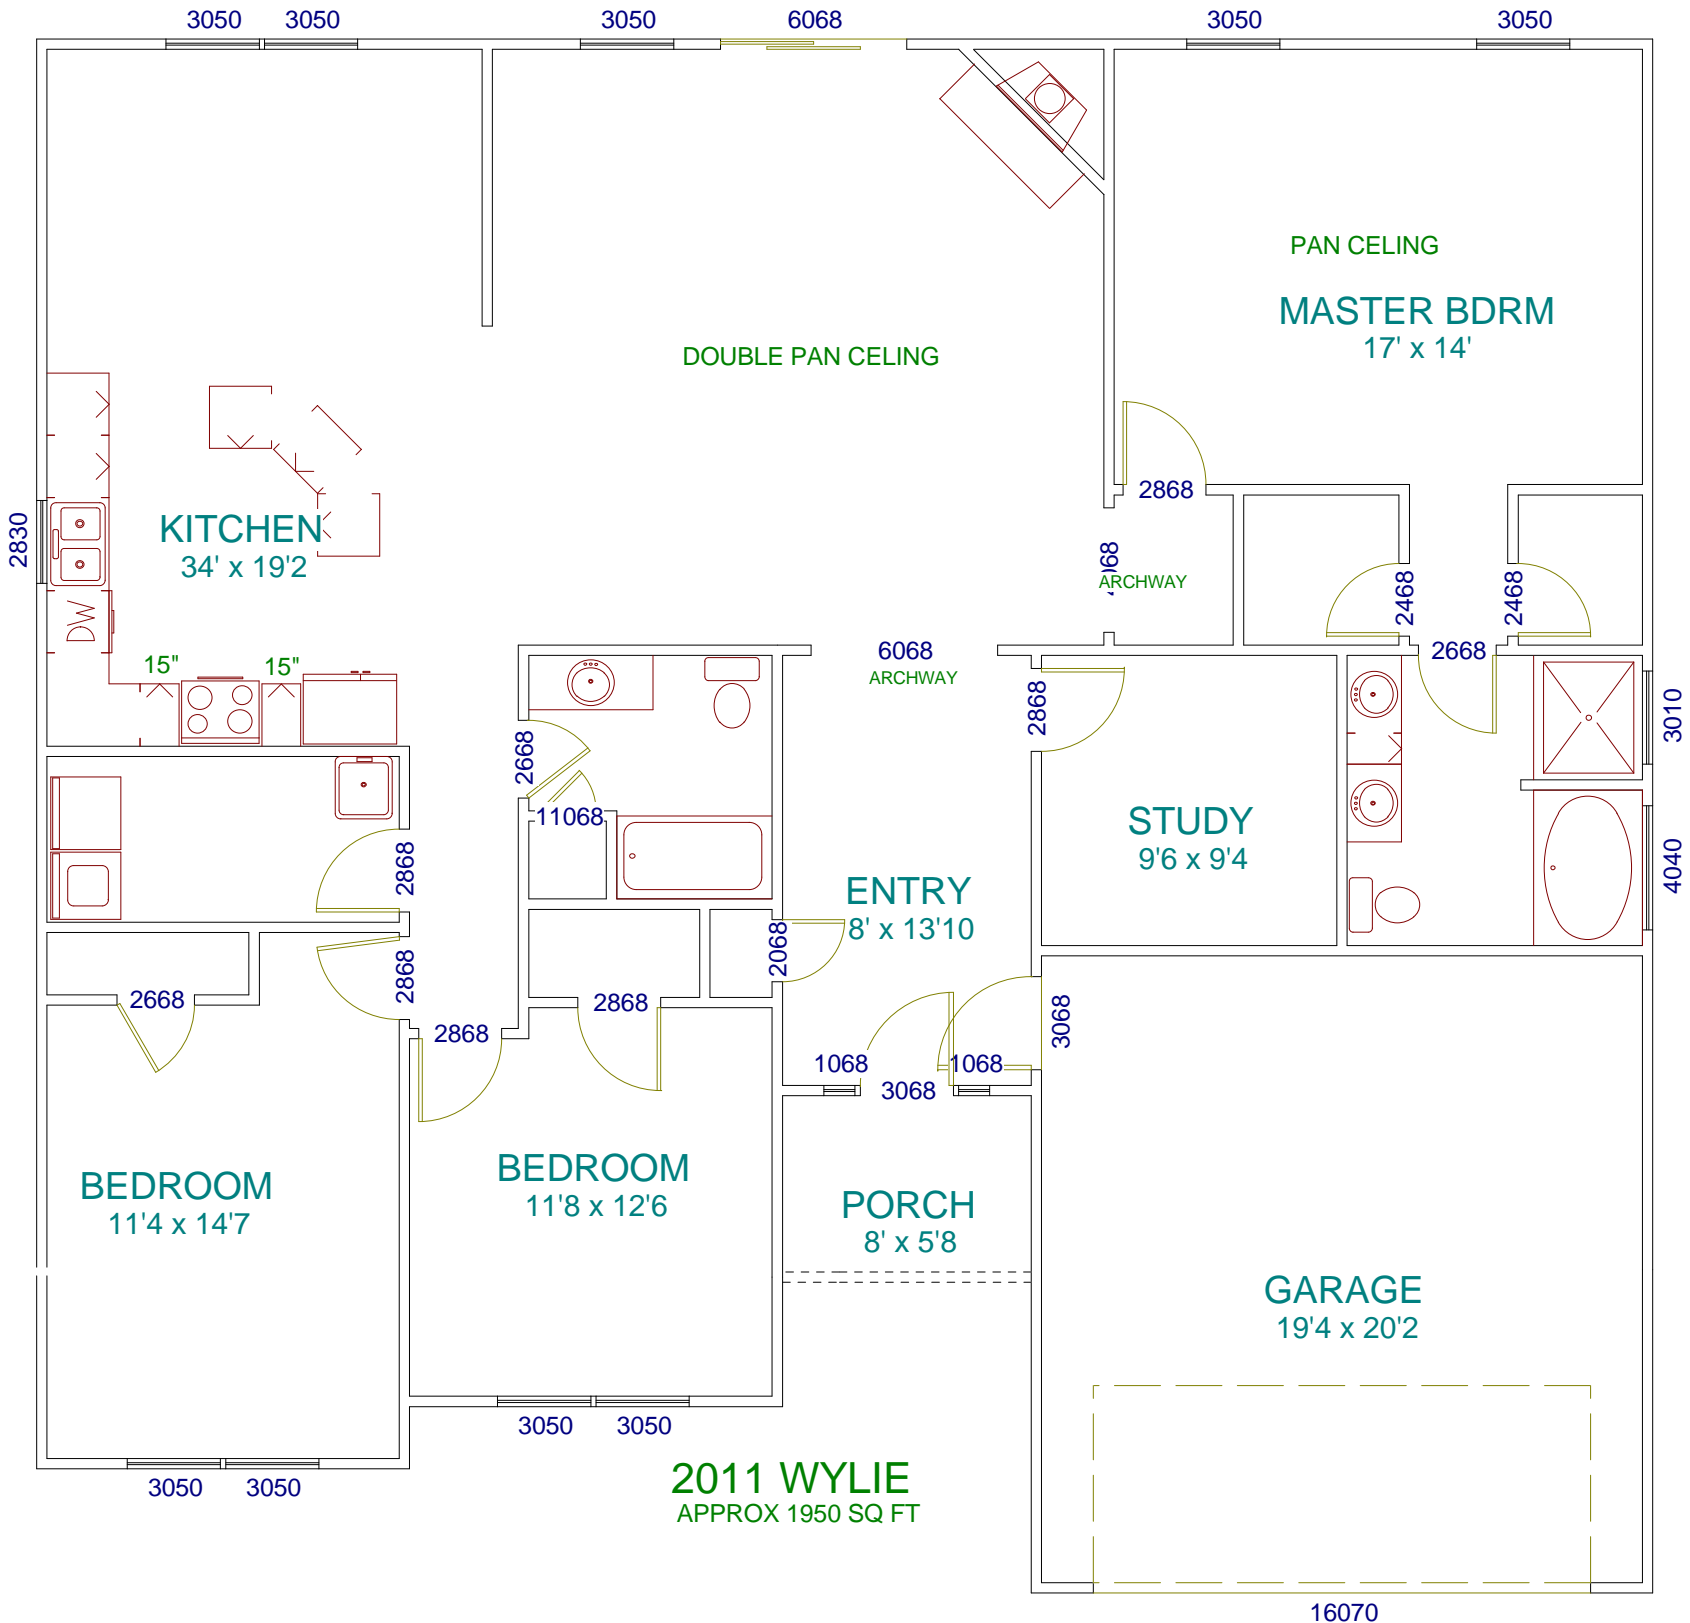 3050 3050 3050 6068 3050 3050
PAN CELING
MASTER BDRM
17' x 14'
DOUBLE PAN CELING
2868
KITCHEN
34' x 19'2
2830
ARCHWAY
2468 2468
DW
6068
ARCHWAY
2668
15" 15"
2868
3010
2668
11068
STUDY
9'6 x 9'4
4040
2868
ENTRY
8' x 13'10
2068
2868
2668
2868
2868
3068
1068 1068
3068
BEDROOM
11'8 x 12'6
BEDROOM
11'4 x 14'7
PORCH
8' x 5'8
GARAGE
19'4 x 20'2
3050 3050
2011 WYLIE
APPROX 1950 SQ FT
3050 3050
16070